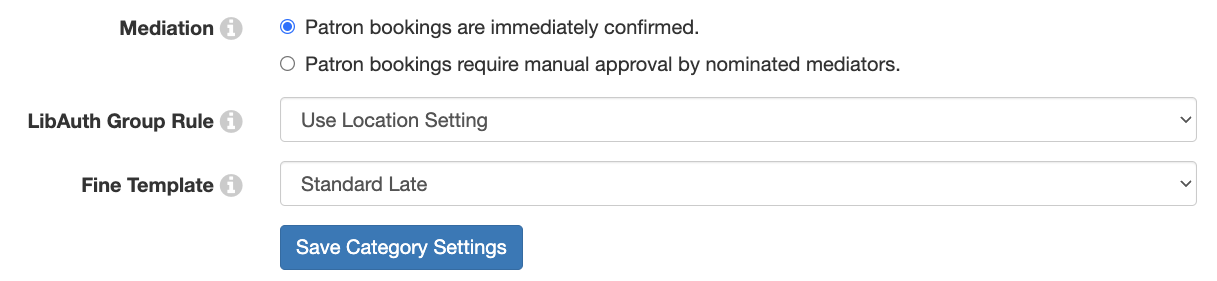 Mediation
Patron bookings are immediately confirmed.
Patron bookings require manual approval by nominated mediators.
LibAuth Group Rule
Use Location Setting
Fine Template
Standard Late
Save Category Settings